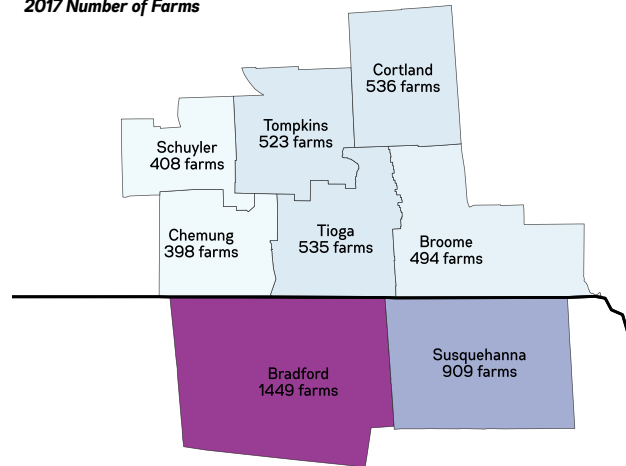 2017 Number of Farms
Cortland
536 farms
Tompkins
523 farms
Schuyler
408 farms
Chemung
398 farms
Tioga
535 farms
Broome
494 farms
Susquehanna
909 farms
Bradford
1449 farms